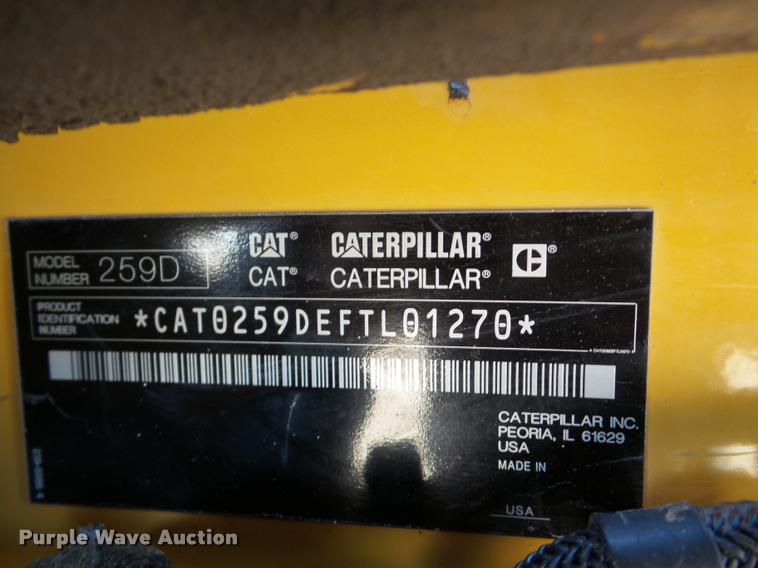 MODEL NUMBER 259D
CAT® CATERPILLAR®
CAT® CATERPILLAR®
PRODUCT IDENTIFICATION NUMBER
*CAT0259DEFTL01270*
CATERPILLAR INC.
PEORIA, IL 61629
USA
MADE IN
USA
Purple Wave Auction